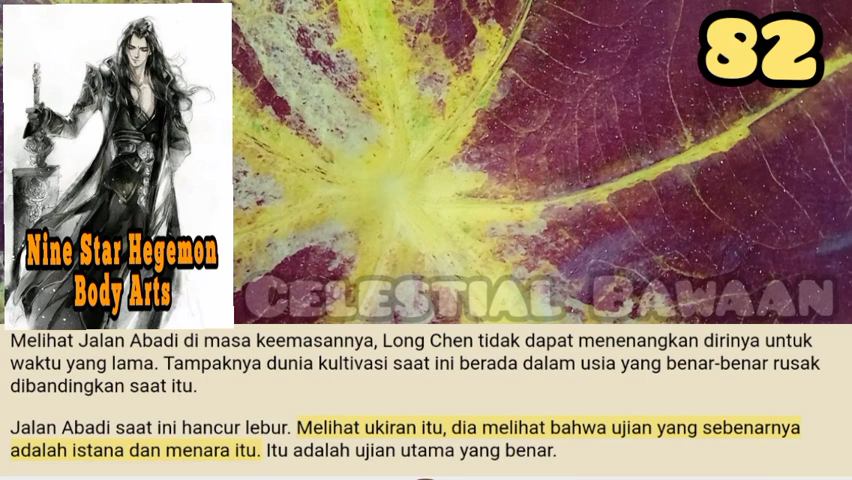 82
Nine Star Hegemon
Body Arts
Celestial Bawaan
Melihat Jalan Abadi di masa keemasannya, Long Chen tidak dapat menenangkan dirinya untuk
waktu yang lama. Tampaknya dunia kultivasi saat ini berada dalam usia yang benar-benar rusak
dibandingkan saat itu.
Jalan Abadi saat ini hancur lebur. Melihat ukiran itu, dia melihat bahwa ujian yang sebenarnya
adalah istana dan menara itu. Itu adalah ujian utama yang benar.